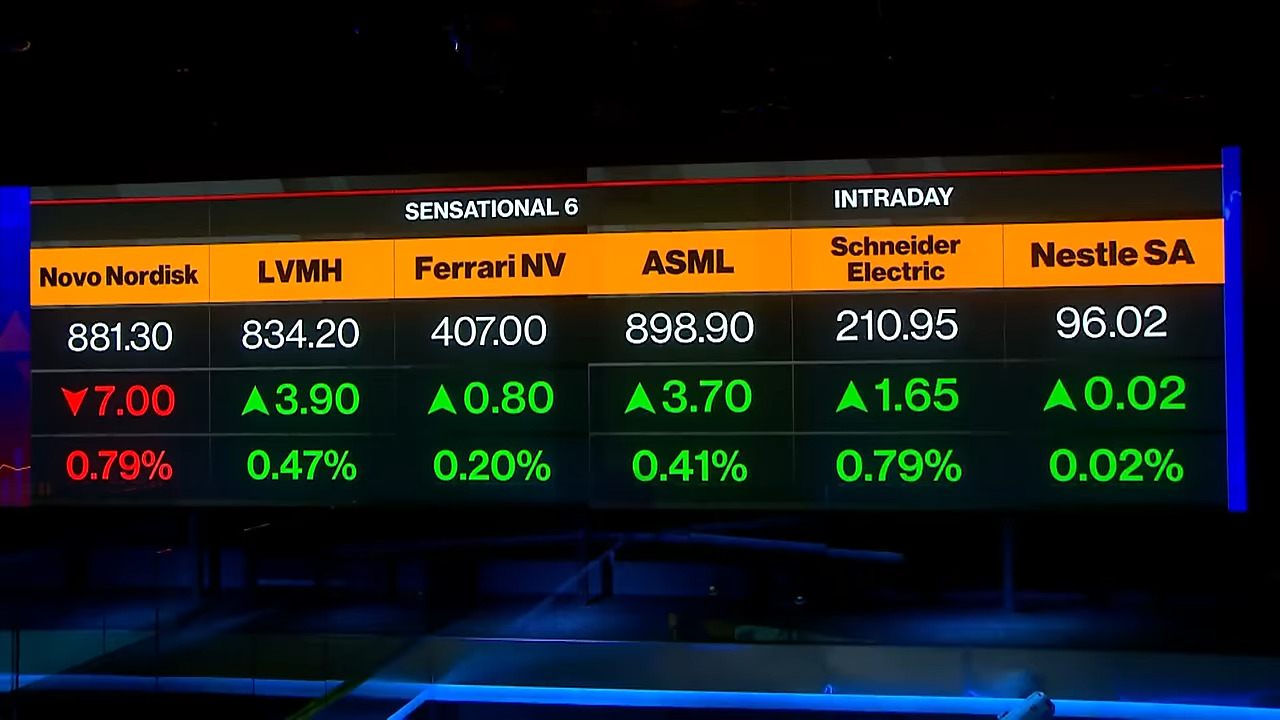 SENSATIONAL 6 INTRADAY
Novo Nordisk LVMH Ferrari NV ASML Schneider Electric Nestle SA
881.30 834.20 407.00 898.90 210.95 96.02
▼7.00 ▲3.90 ▲0.80 ▲3.70 ▲1.65 ▲0.02
0.79% 0.47% 0.20% 0.41% 0.79% 0.02%